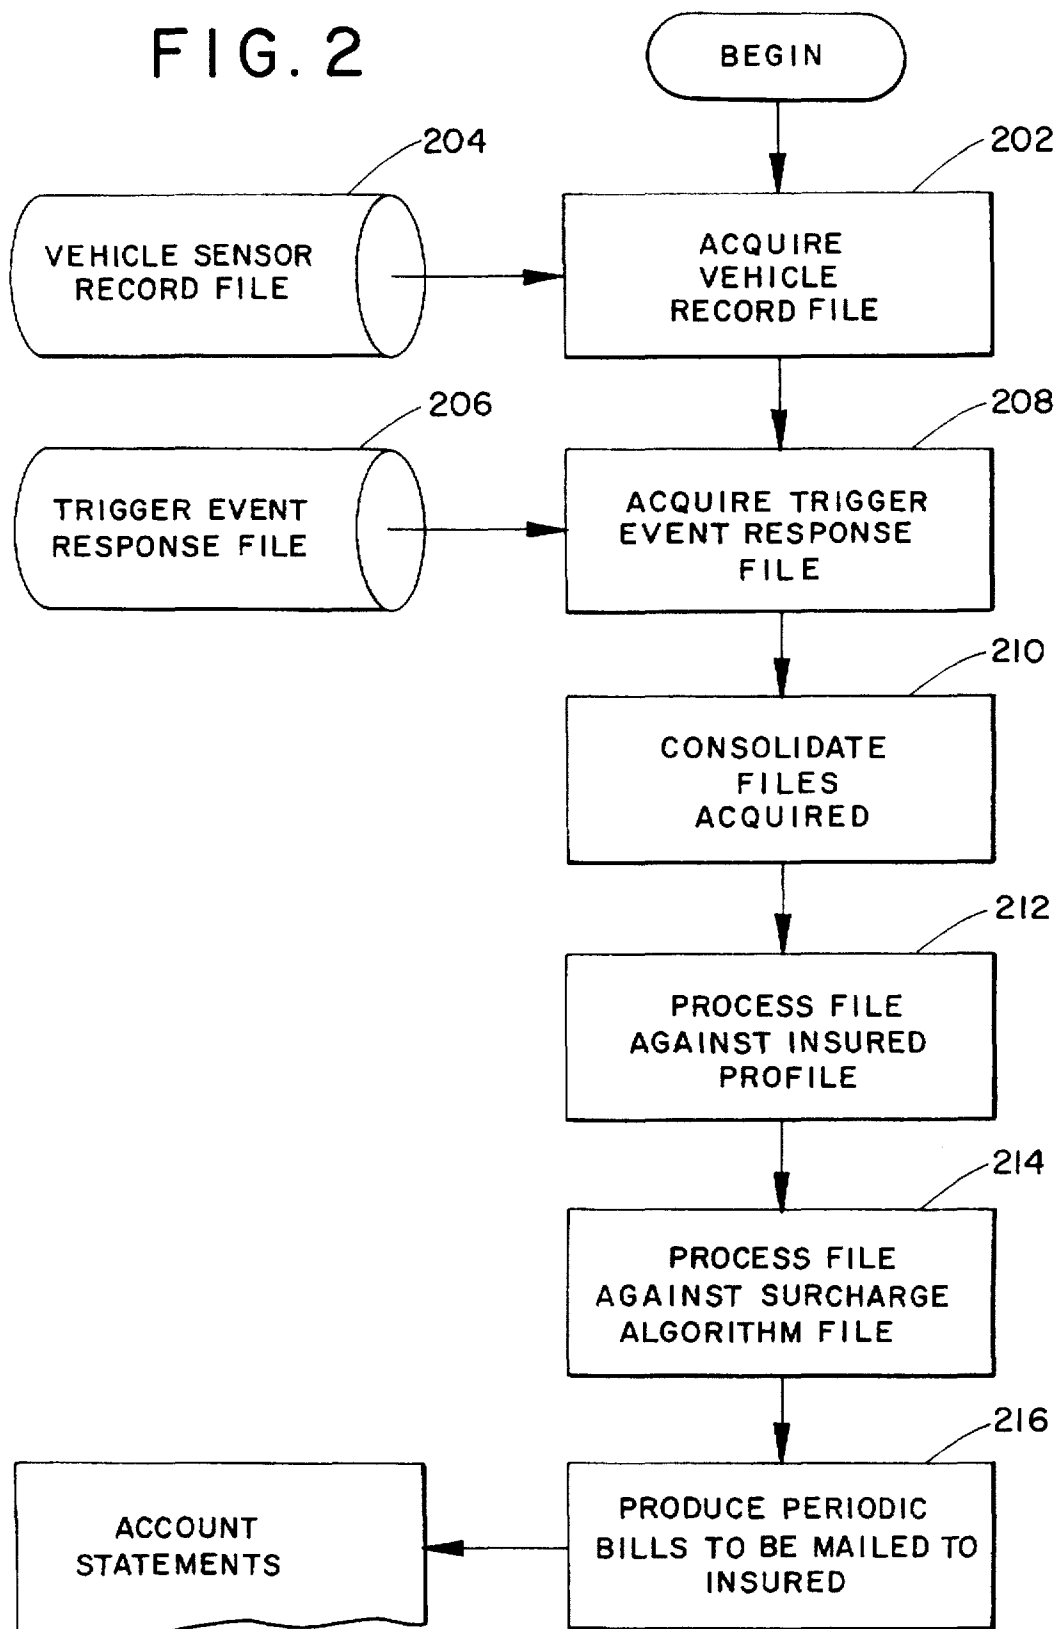 FIG. 2
BEGIN
204
202
VEHICLE SENSOR
RECORD FILE
ACQUIRE
VEHICLE
RECORD FILE
206
208
TRIGGER EVENT
RESPONSE FILE
ACQUIRE TRIGGER
EVENT RESPONSE
FILE
210
CONSOLIDATE
FILES
ACQUIRED
212
PROCESS FILE
AGAINST INSURED
PROFILE
214
PROCESS FILE
AGAINST SURCHARGE
ALGORITHM FILE
216
ACCOUNT
STATEMENTS
PRODUCE PERIODIC
BILLS TO BE MAILED TO
INSURED